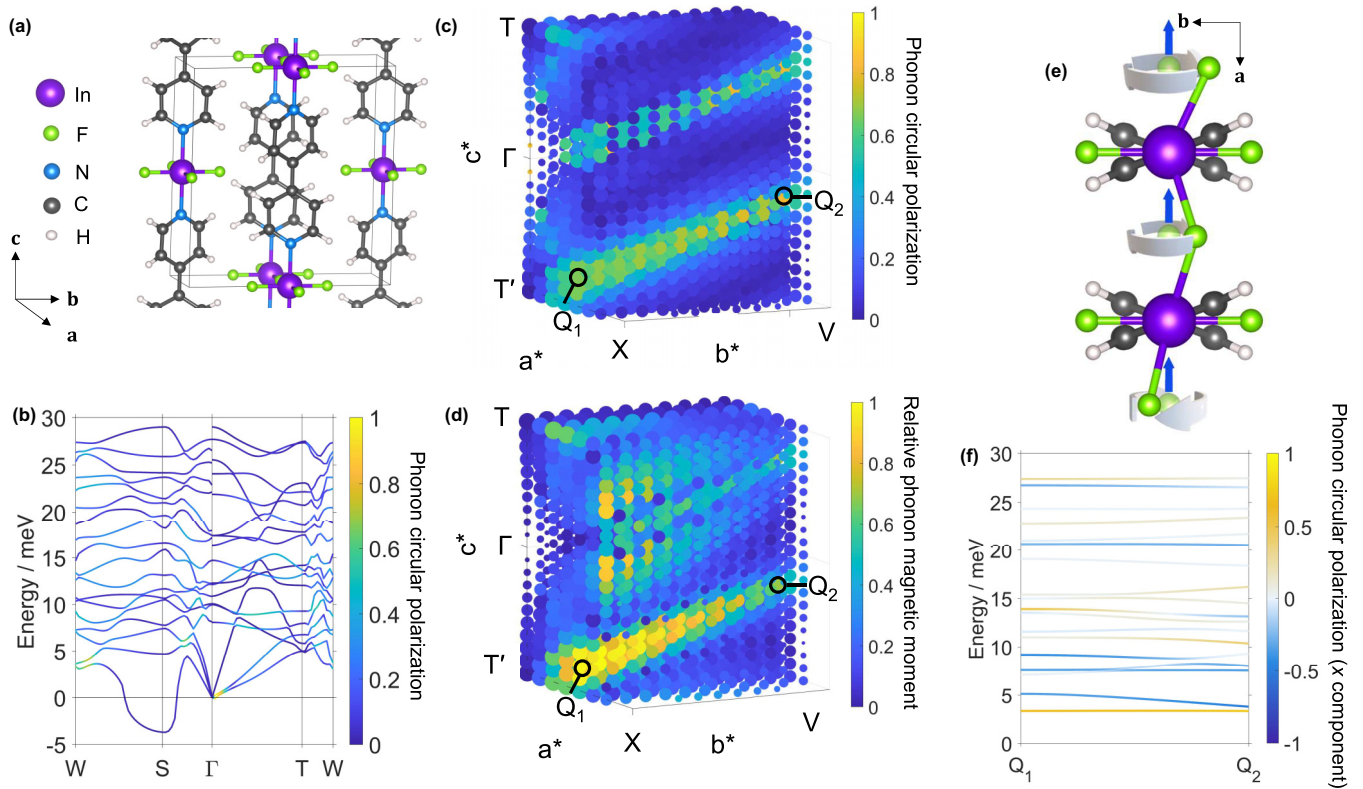 (a)
In
F
N
C
H
c
b
a
(b)
30
25
20
15
10
5
0
-5
Energy / meV
W
S
Γ
T
W
1
0.8
0.6
0.4
0.2
0
Phonon circular polarization
(c)
T
Γ
T′
c*
a*
X
b*
V
Q1
Q2
1
0.8
0.6
0.4
0.2
0
Phonon circular polarization
(d)
T
Γ
T′
c*
a*
X
b*
V
Q1
Q2
1
0.8
0.6
0.4
0.2
0
Relative phonon magnetic moment
(e)
b
a
(f)
30
25
20
15
10
5
0
Energy / meV
Q1
Q2
1
0.5
0
-0.5
-1
Phonon circular polarization (x component)